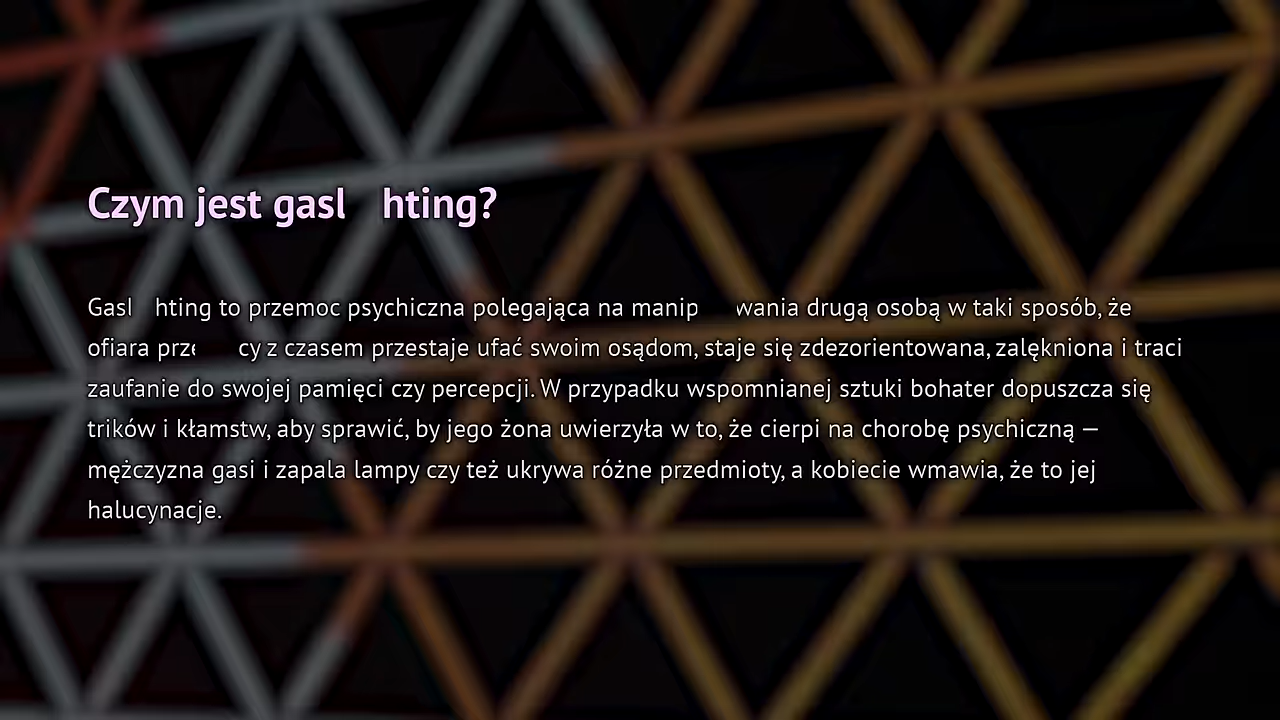 Czym jest gasl hting?
Gasl hting to przemoc psychiczna polegająca na manip wania drugą osobą w taki sposób, że
ofiara prze cy z czasem przestaje ufać swoim osądom, staje się zdezorientowana, zalękniona i traci
zaufanie do swojej pamięci czy percepcji. W przypadku wspomnianej sztuki bohater dopuszcza się
trików i kłamstw, aby sprawić, by jego żona uwierzyła w to, że cierpi na chorobę psychiczną —
mężczyzna gasi i zapala lampy czy też ukrywa różne przedmioty, a kobiecie wmawia, że to jej
halucynacje.